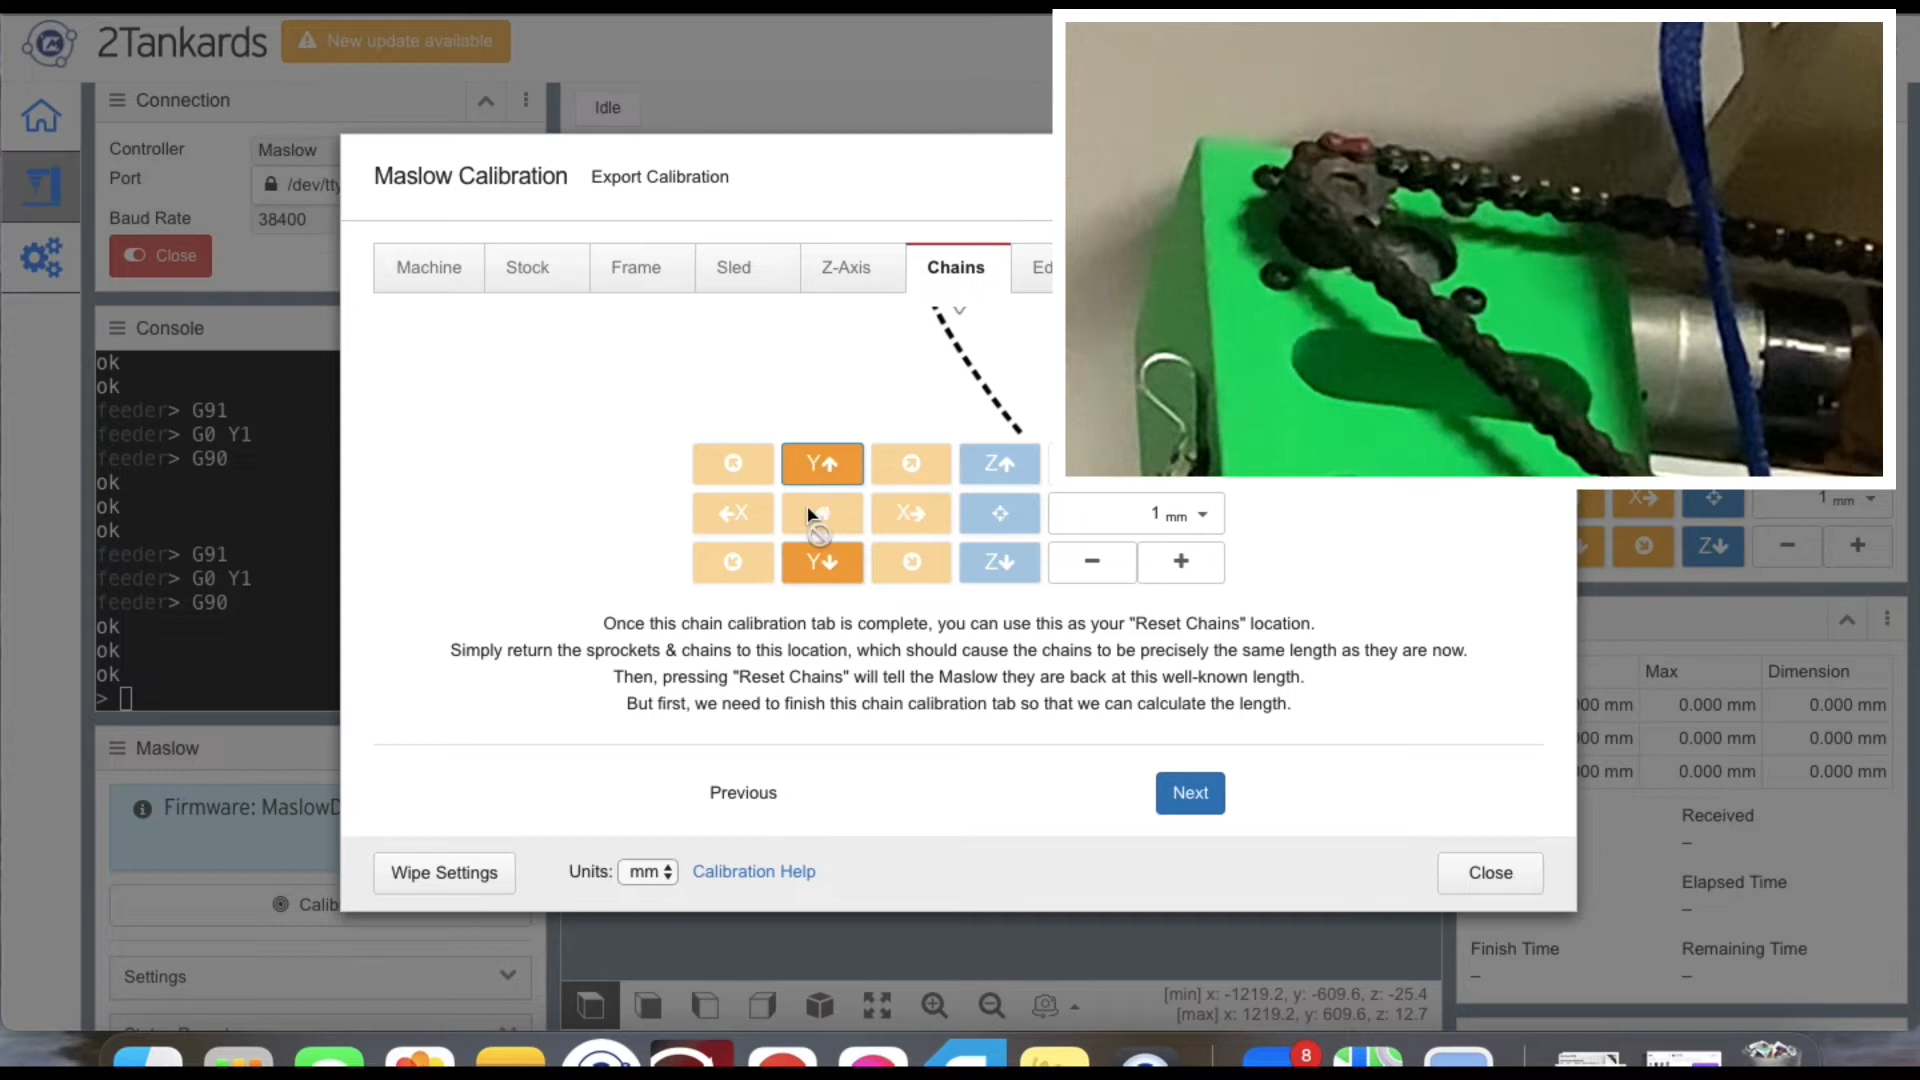 2Tankards
New update available
Connection
Idle
Controller
Maslow
Port
/dev/tty
Baud Rate
38400
Close
Maslow Calibration
Export Calibration
Machine
Stock
Frame
Sled
Z-Axis
Chains
Ed
Console
ok
ok
feeder> G91
feeder> G0 Y1
feeder> G90
ok
ok
ok
feeder> G91
feeder> G0 Y1
feeder> G90
ok
ok
ok
>
Y
Z
X
X
1 mm
Y
Z
X
1 mm
Z
Once this chain calibration tab is complete, you can use this as your "Reset Chains" location.
Simply return the sprockets & chains to this location, which should cause the chains to be precisely the same length as they are now.
Then, pressing "Reset Chains" will tell the Maslow they are back at this well-known length.
But first, we need to finish this chain calibration tab so that we can calculate the length.
Max
Dimension
00 mm
0.000 mm
0.000 mm
00 mm
0.000 mm
0.000 mm
00 mm
0.000 mm
0.000 mm
Maslow
Firmware: MaslowD
Previous
Next
Received
–
Elapsed Time
–
Wipe Settings
Units: mm
Calibration Help
Close
Calib
Finish Time
–
Remaining Time
–
Settings
[min] x: -1219.2, y: -609.6, z: -25.4
[max] x: 1219.2, y: 609.6, z: 12.7
8